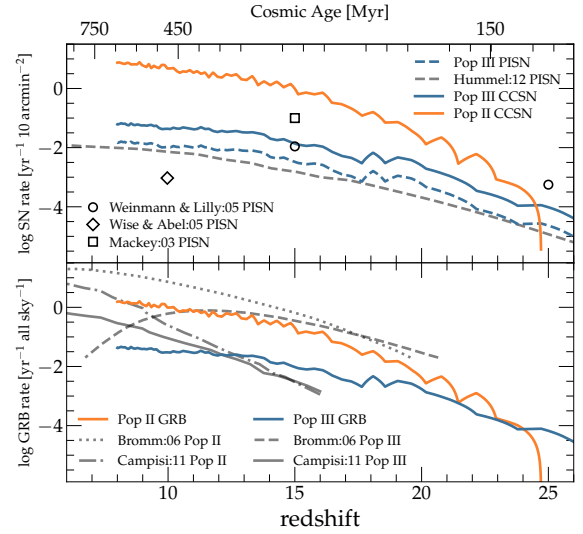 Cosmic Age [Myr]
750 450 150
log SN rate [yr⁻¹ 10 arcmin⁻²]
0
−2
−4
Pop III PISN
Hummel:12 PISN
Pop III CCSN
Pop II CCSN
Weinmann & Lilly:05 PISN
Wise & Abel:05 PISN
Mackey:03 PISN
log GRB rate [yr⁻¹ all sky⁻¹]
0
−2
−4
Pop II GRB Pop III GRB
Bromm:06 Pop II Bromm:06 Pop III
Campisi:11 Pop II Campisi:11 Pop III
10 15 20 25
redshift